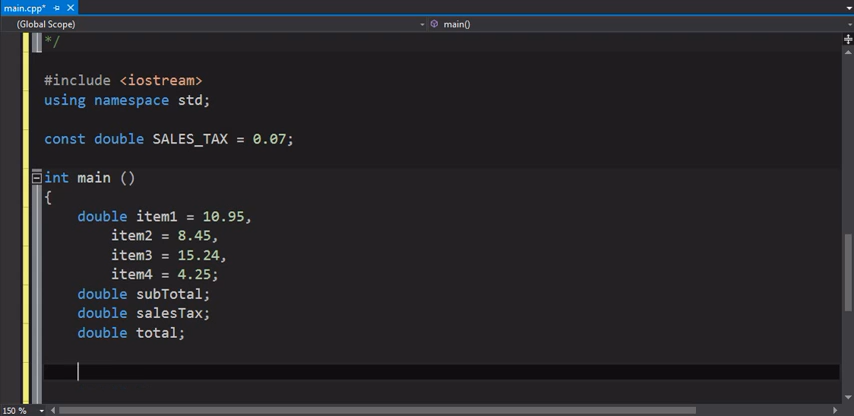 main.cpp*
(Global Scope) main()
*/
#include <iostream>
using namespace std;
const double SALES_TAX = 0.07;
int main ()
{
double item1 = 10.95,
item2 = 8.45,
item3 = 15.24,
item4 = 4.25;
double subTotal;
double salesTax;
double total;
150 %